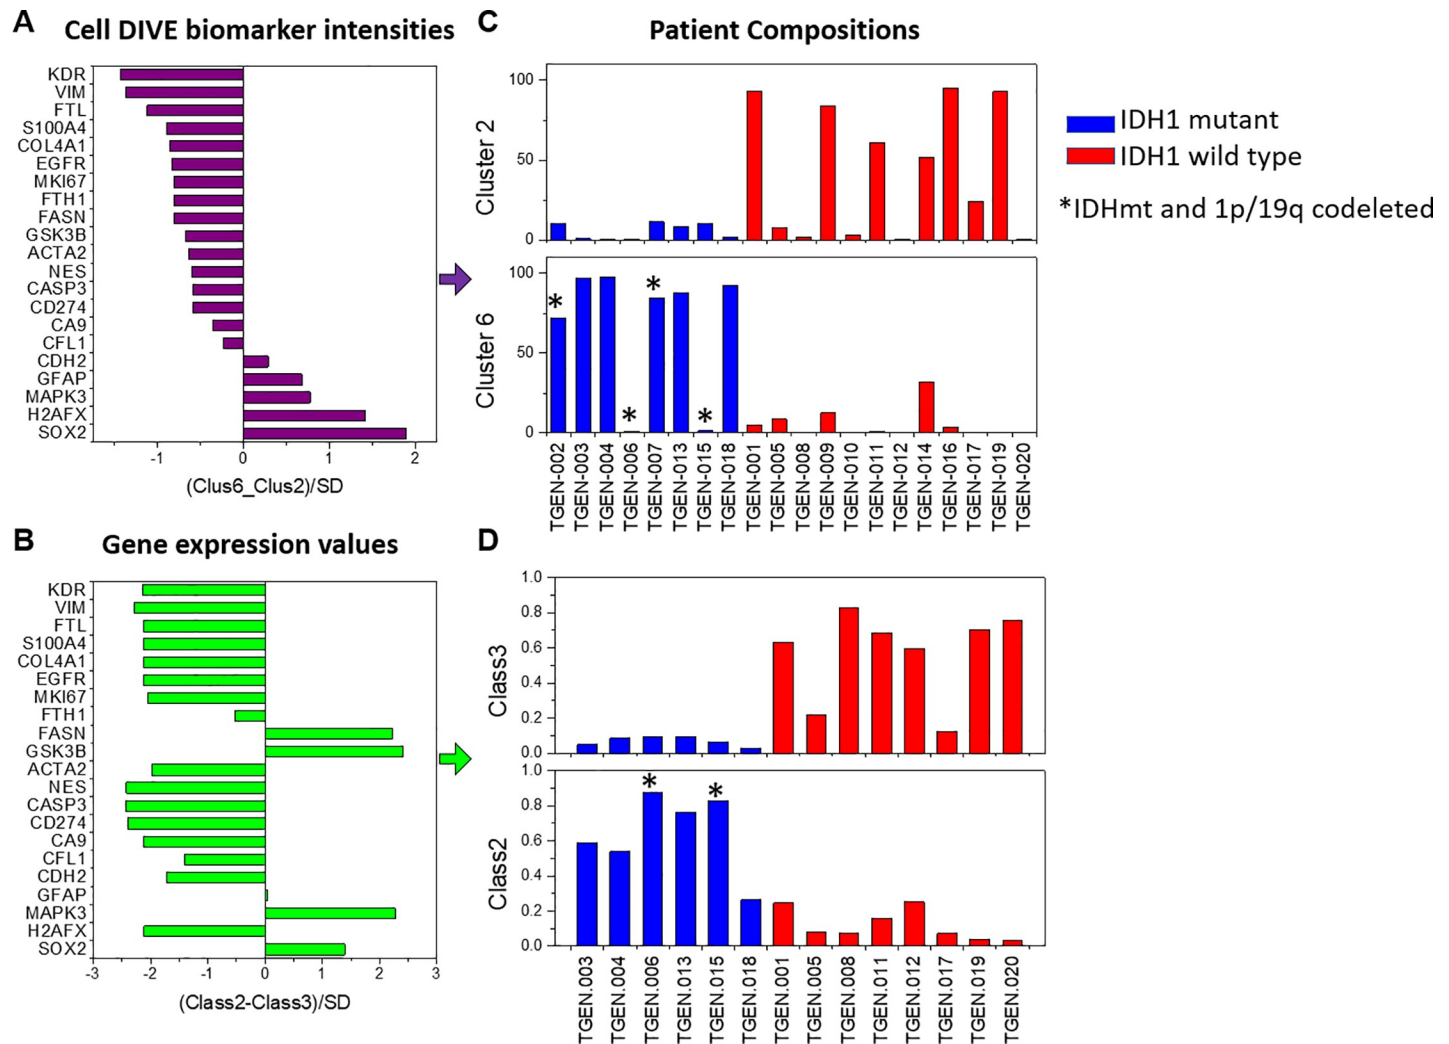 A Cell DIVE biomarker intensities
KDR
VIM
FTL
S100A4
COL4A1
EGFR
MKI67
FTH1
FASN
GSK3B
ACTA2
NES
CASP3
CD274
CA9
CFL1
CDH2
GFAP
MAPK3
H2AFX
SOX2
-1 0 1 2
(Clus6_Clus2)/SD
C Patient Compositions
Cluster 2
100
50
0
Cluster 6
100
50
0
*
*
*
*
TGEN-002
TGEN-003
TGEN-004
TGEN-006
TGEN-007
TGEN-013
TGEN-015
TGEN-018
TGEN-001
TGEN-005
TGEN-008
TGEN-009
TGEN-010
TGEN-011
TGEN-012
TGEN-014
TGEN-016
TGEN-017
TGEN-019
TGEN-020
IDH1 mutant
IDH1 wild type
*IDHmt and 1p/19q codeleted
B Gene expression values
KDR
VIM
FTL
S100A4
COL4A1
EGFR
MKI67
FTH1
FASN
GSK3B
ACTA2
NES
CASP3
CD274
CA9
CFL1
CDH2
GFAP
MAPK3
H2AFX
SOX2
-3 -2 -1 0 1 2 3
(Class2-Class3)/SD
D
Class3
1.0
0.8
0.6
0.4
0.2
0.0
Class2
1.0
0.8
0.6
0.4
0.2
0.0
*
*
TGEN.003
TGEN.004
TGEN.006
TGEN.013
TGEN.015
TGEN.018
TGEN.001
TGEN.005
TGEN.008
TGEN.011
TGEN.012
TGEN.017
TGEN.019
TGEN.020